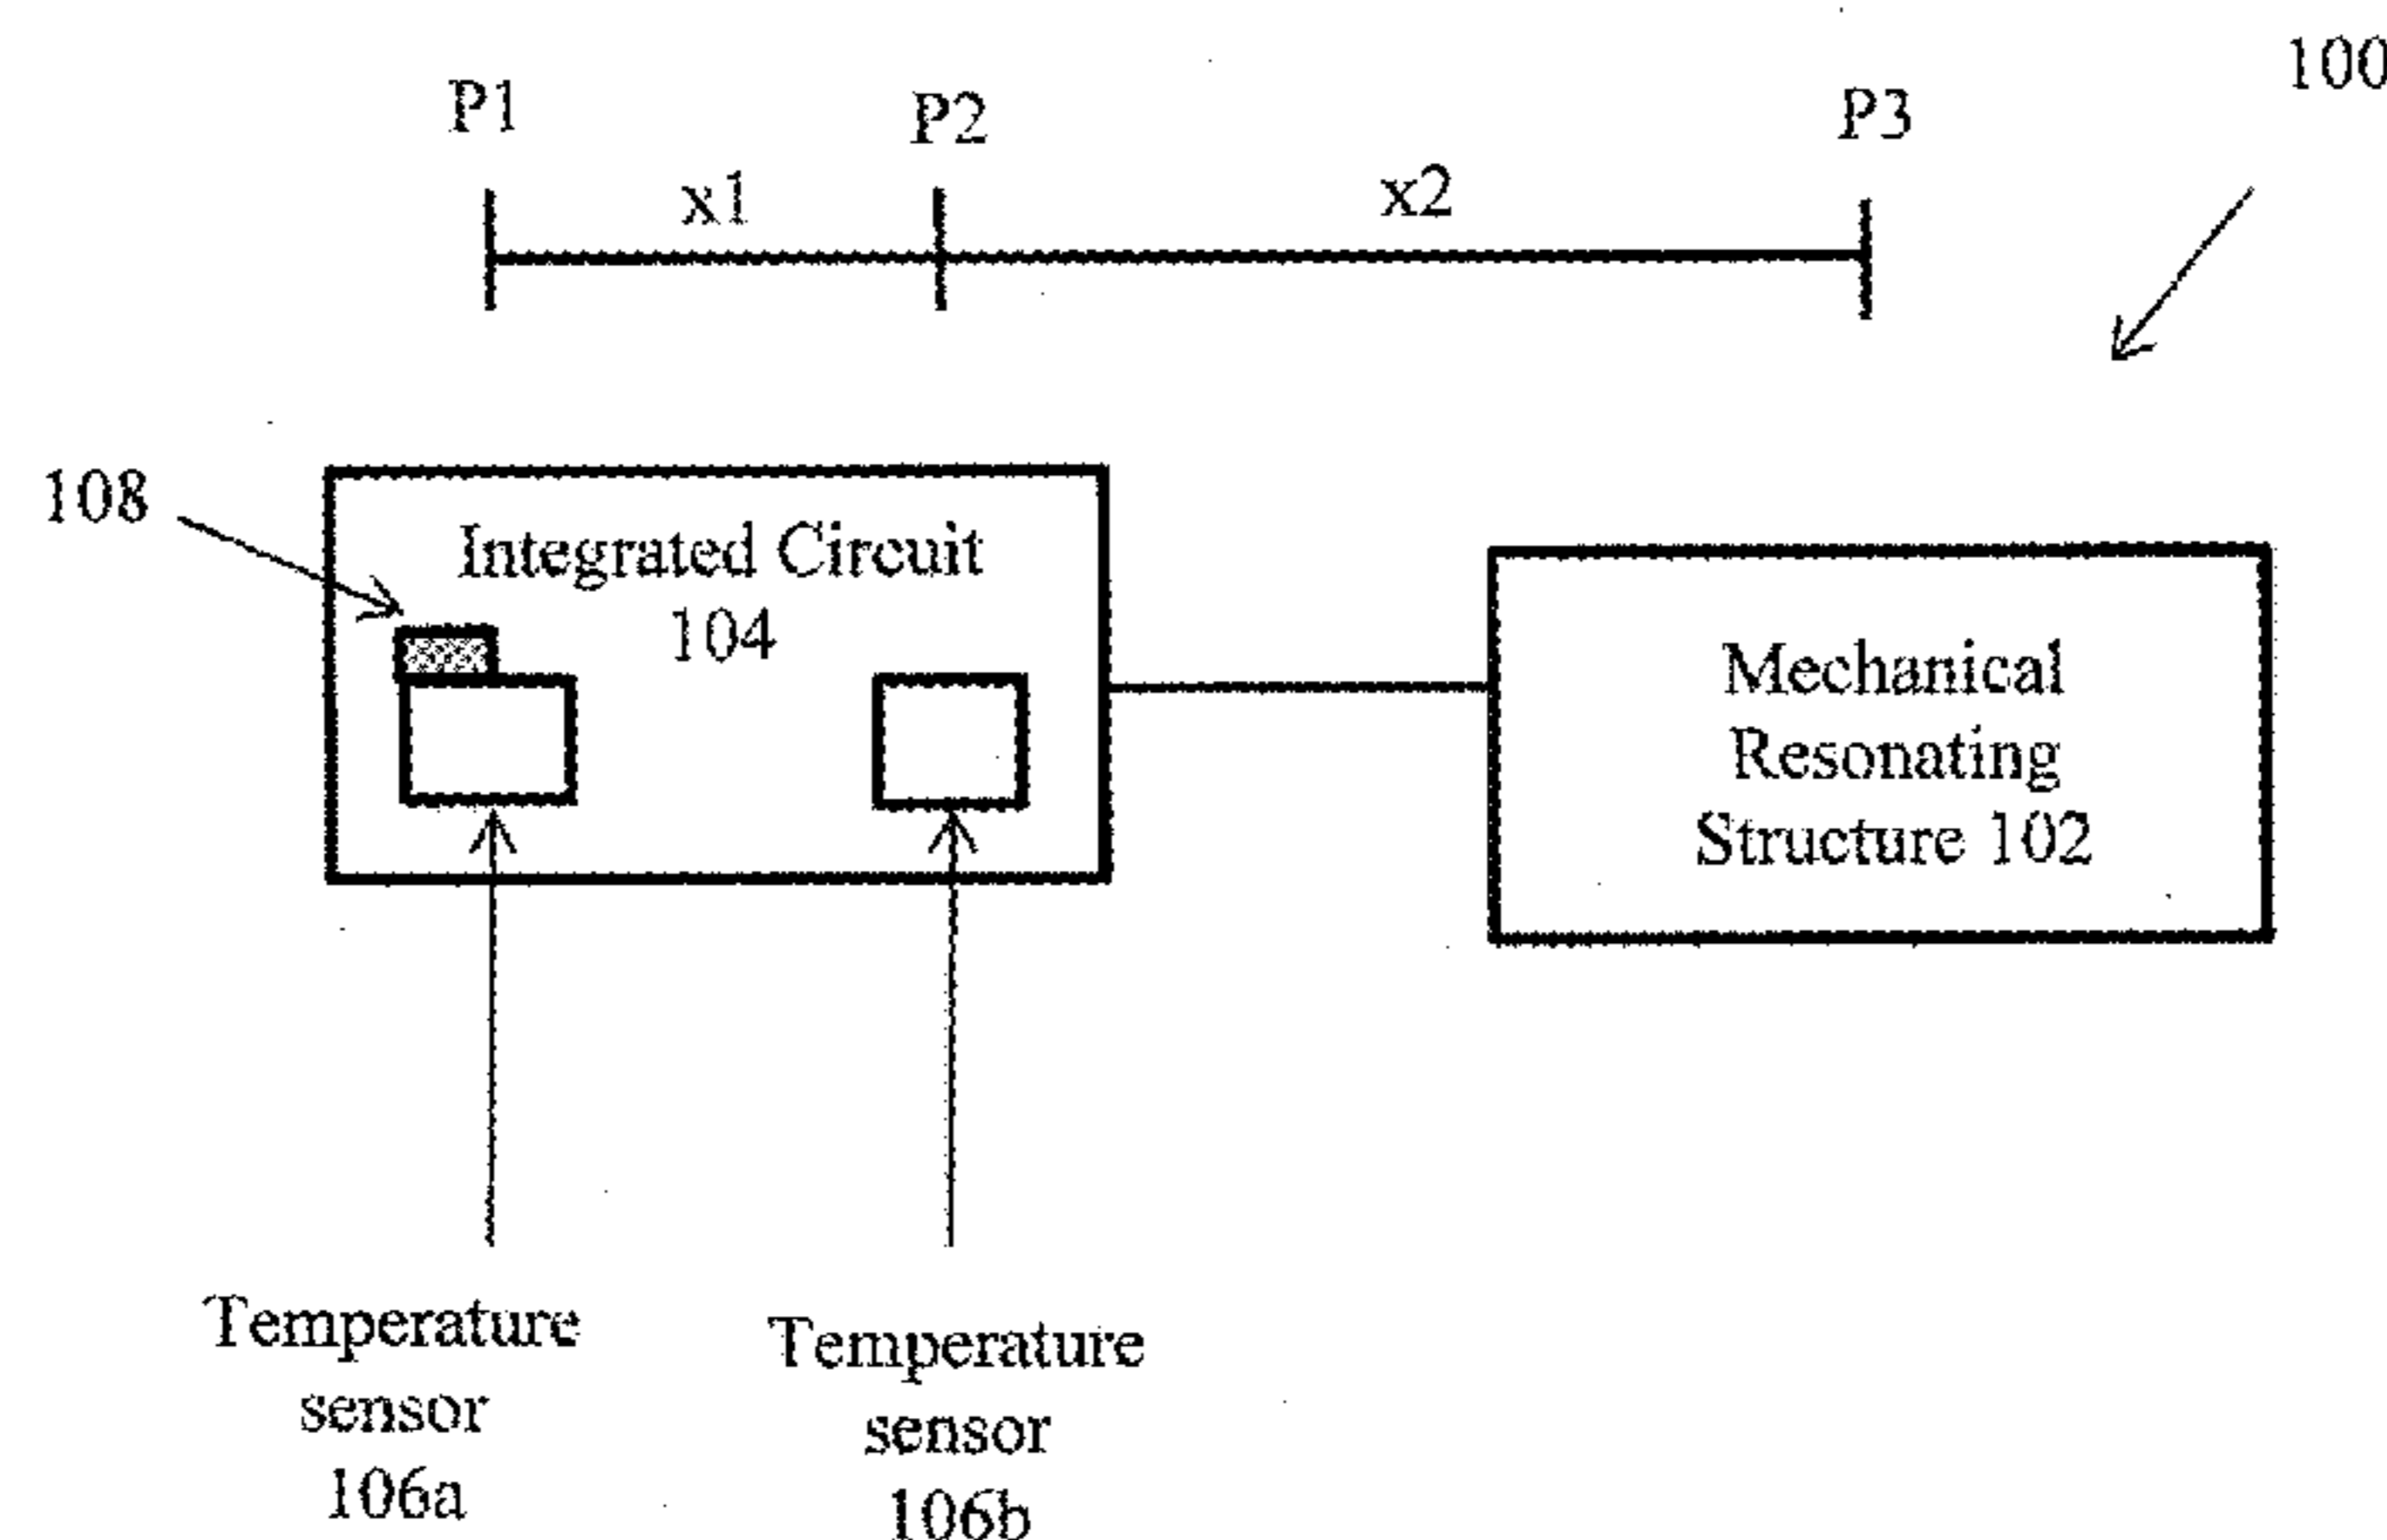 100
P1
P2
P3
x1
x2
108
Integrated Circuit
104
Mechanical
Resonating
Structure 102
Temperature
sensor
106a
Temperature
sensor
106b